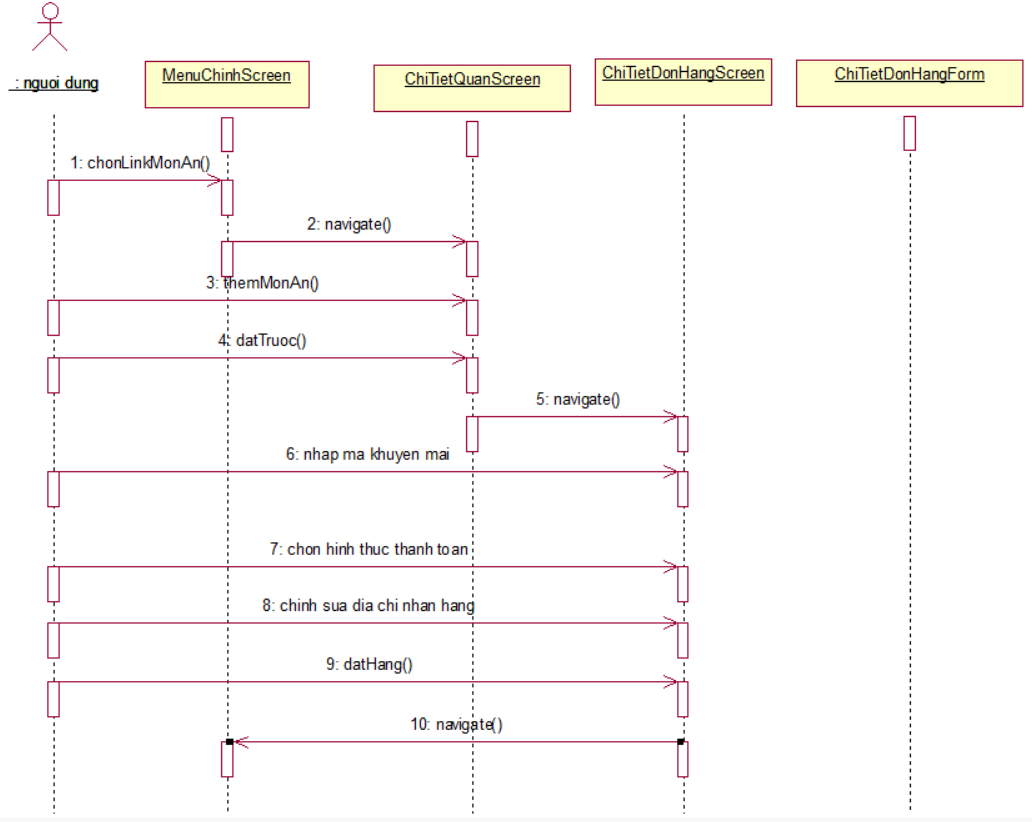 : nguoi dung
MenuChinhScreen
ChiTietQuanScreen
ChiTietDonHangScreen
ChiTietDonHangForm
1: chonLinkMonAn()
2: navigate()
3: themMonAn()
4: datTruoc()
5: navigate()
6: nhap ma khuyen mai
7: chon hinh thuc thanh toan
8: chinh sua dia chi nhan hang
9: datHang()
10: navigate()